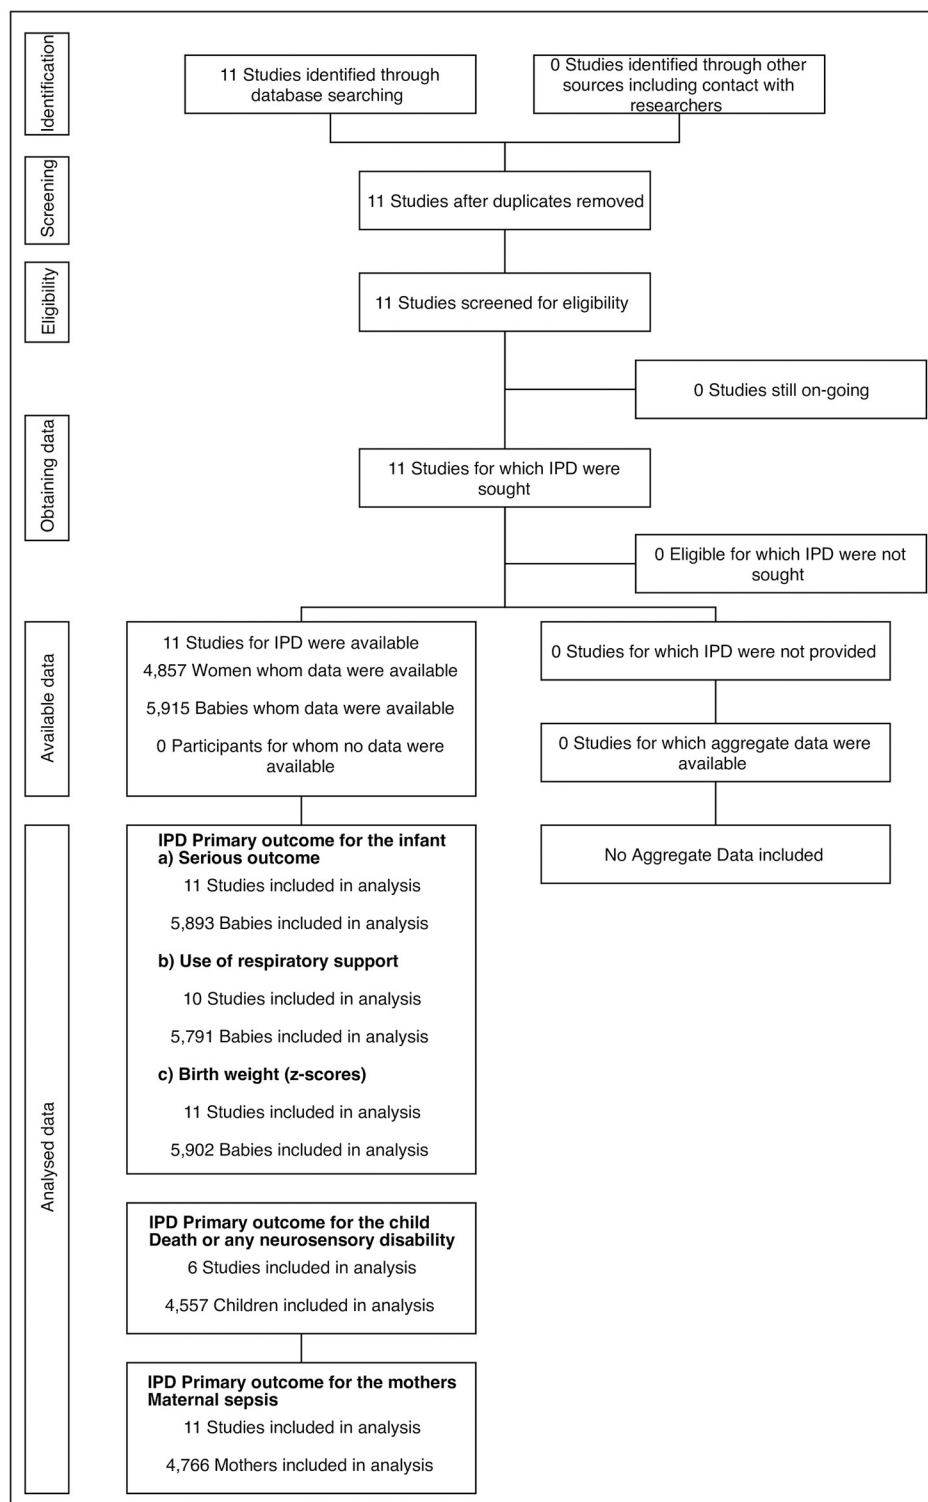 Identification
11 Studies identified through
database searching
0 Studies identified through other
sources including contact with
researchers
Screening
11 Studies after duplicates removed
Eligibility
11 Studies screened for eligibility
0 Studies still on-going
Obtaining data
11 Studies for which IPD were
sought
0 Eligible for which IPD were not
sought
Available data
11 Studies for IPD were available
4,857 Women whom data were available
5,915 Babies whom data were available
0 Participants for whom no data were
available
0 Studies for which IPD were not provided
0 Studies for which aggregate data were
available
No Aggregate Data included
Analysed data
IPD Primary outcome for the infant
a) Serious outcome
11 Studies included in analysis
5,893 Babies included in analysis
b) Use of respiratory support
10 Studies included in analysis
5,791 Babies included in analysis
c) Birth weight (z-scores)
11 Studies included in analysis
5,902 Babies included in analysis
IPD Primary outcome for the child
Death or any neurosensory disability
6 Studies included in analysis
4,557 Children included in analysis
IPD Primary outcome for the mothers
Maternal sepsis
11 Studies included in analysis
4,766 Mothers included in analysis